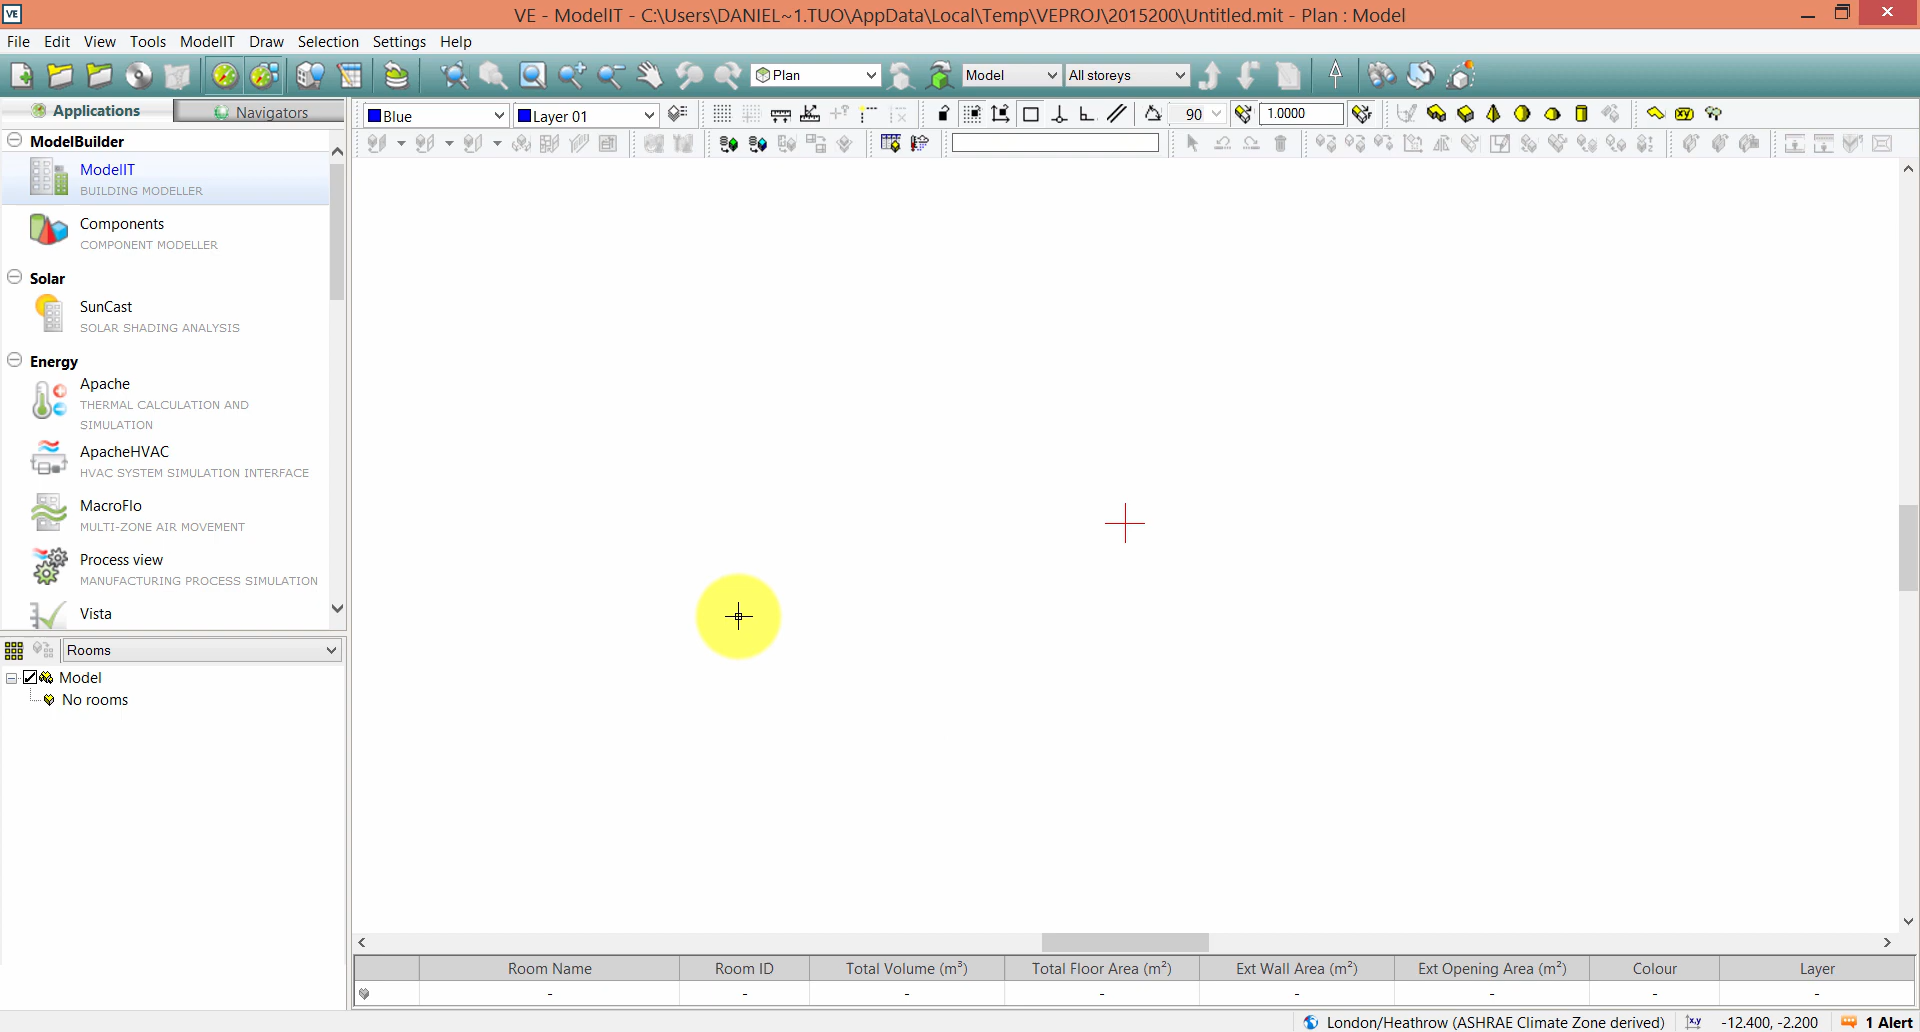 VE
VE - ModelIT - C:\Users\DANIEL~1.TUO\AppData\Local\Temp\VEPROJ\2015200\Untitled.mit - Plan : Model
File Edit View Tools ModelIT Draw Selection Settings Help
Plan Model All storeys
Applications Navigators
Blue Layer 01 90 1.0000
ModelBuilder
ModelIT
BUILDING MODELLER
Components
COMPONENT MODELLER
Solar
SunCast
SOLAR SHADING ANALYSIS
Energy
Apache
THERMAL CALCULATION AND
SIMULATION
ApacheHVAC
HVAC SYSTEM SIMULATION INTERFACE
MacroFlo
MULTI-ZONE AIR MOVEMENT
Process view
MANUFACTURING PROCESS SIMULATION
Vista
Rooms
Model
No rooms
Room Name Room ID Total Volume (m³) Total Floor Area (m²) Ext Wall Area (m²) Ext Opening Area (m²) Colour Layer
- - - - - - - -
London/Heathrow (ASHRAE Climate Zone derived) x,y -12.400, -2.200 1 Alert